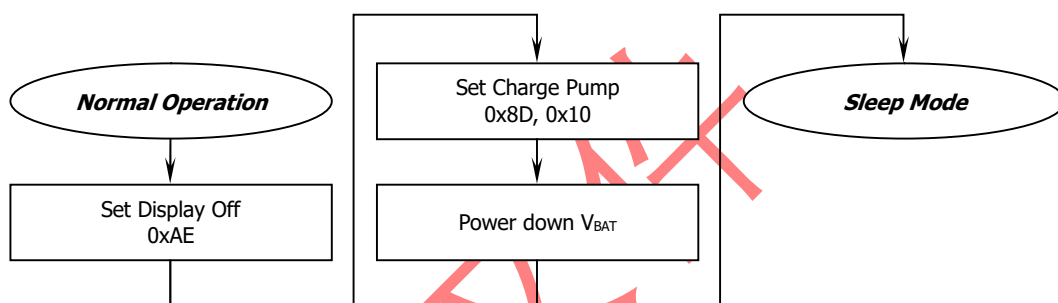 Normal Operation
Set Display Off
0xAE
Set Charge Pump
0x8D, 0x10
Power down VBAT
Sleep Mode